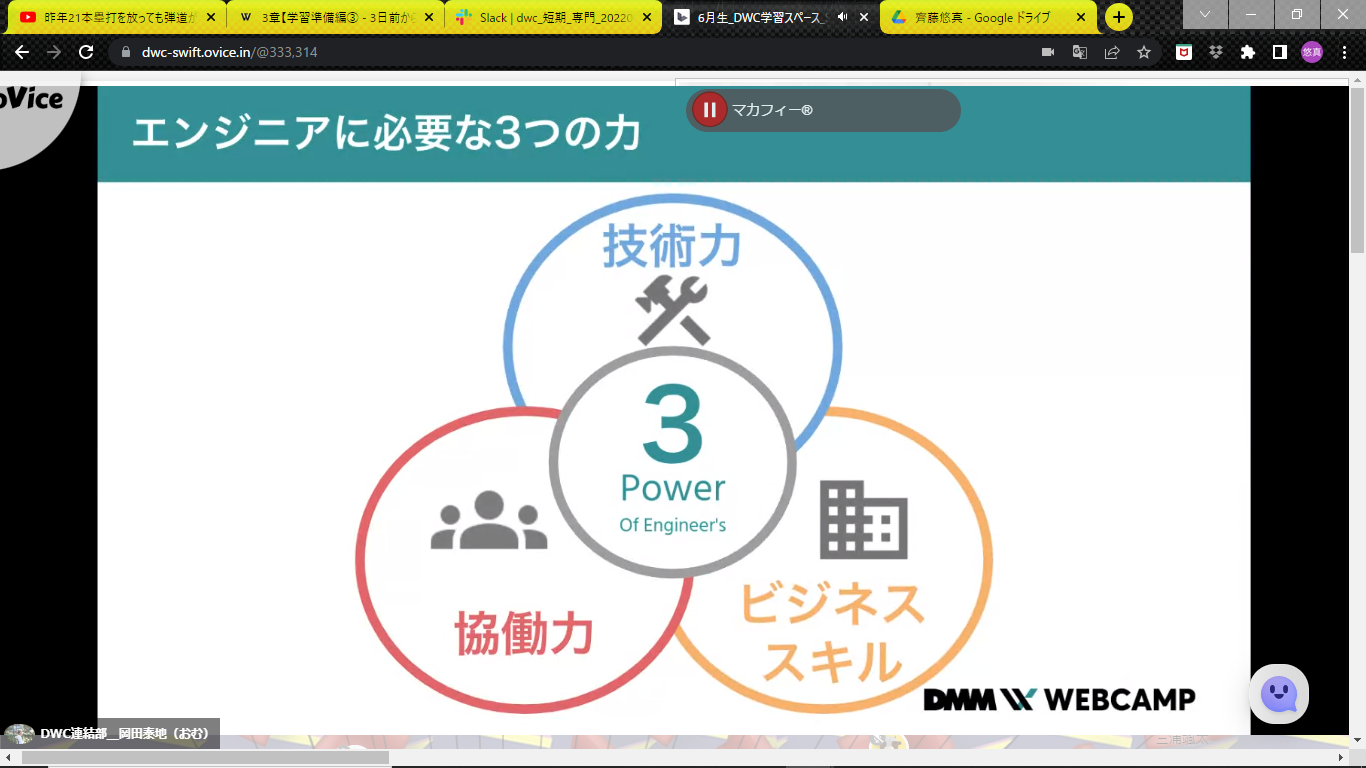 昨年21本塁打を放っても弾道が
3章【学習準備編③】 - 3日前から
Slack | dwc_短期_専門_20220
6月生_DWC学習スペース_
齊藤悠真 - Google ドライブ
dwc-swift.ovice.in/@333,314
悠真
oVice
マカフィー®
エンジニアに必要な3つの力
技術力
3
Power
Of Engineer's
協働力
ビジネス
スキル
DMM WEBCAMP
DWC連結部__岡田泰地（おむ）